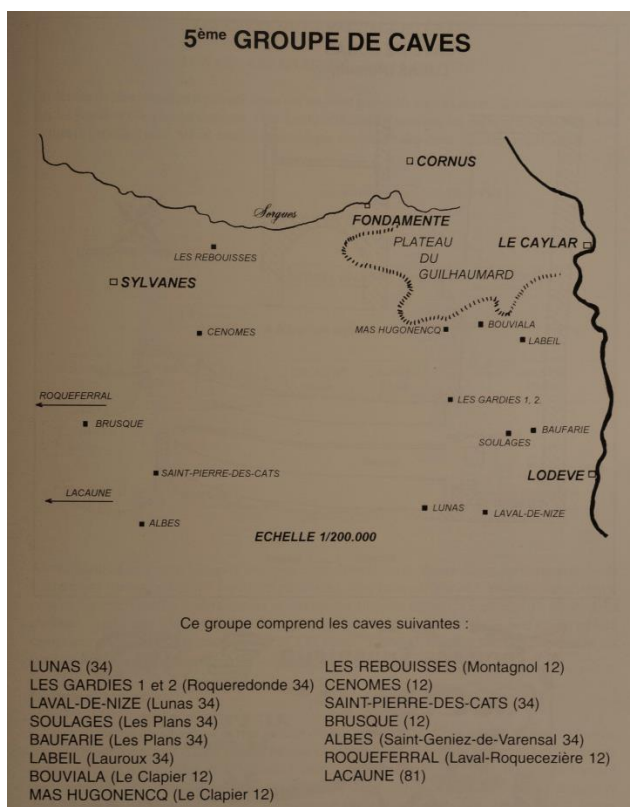 5ème GROUPE DE CAVES
CORNUS
Sorgues
FONDAMENTE
PLATEAU
DU
GUILHAUMARD
LE CAYLAR
LES REBOUISSES
SYLVANES
CENOMES
MAS HUGONENCQ
BOUVIALA
LABEIL
ROQUEFERRAL
BRUSQUE
LES GARDIES 1, 2.
SOULAGES
BAUFARIE
SAINT-PIERRE-DES-CATS
LODEVE
LACAUNE
ALBES
LUNAS
LAVAL-DE-NIZE
ECHELLE 1/200.000
Ce groupe comprend les caves suivantes :
LUNAS (34)
LES GARDIES 1 et 2 (Roqueredonde 34)
LAVAL-DE-NIZE (Lunas 34)
SOULAGES (Les Plans 34)
BAUFARIE (Les Plans 34)
LABEIL (Lauroux 34)
BOUVIALA (Le Clapier 12)
MAS HUGONENCQ (Le Clapier 12)
LES REBOUISSES (Montagnol 12)
CENOMES (12)
SAINT-PIERRE-DES-CATS (34)
BRUSQUE (12)
ALBES (Saint-Geniez-de-Varensal 34)
ROQUEFERRAL (Laval-Roquecezière 12)
LACAUNE (81)